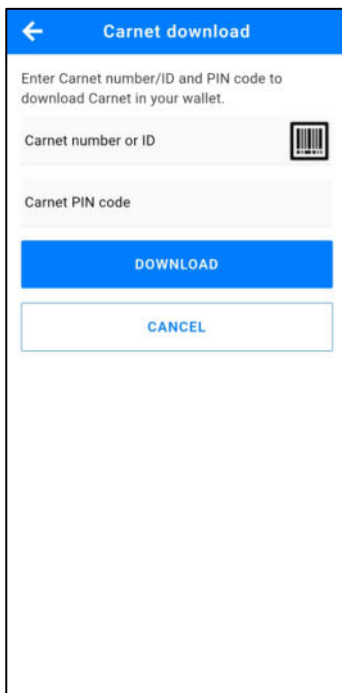 Carnet download
Enter Carnet number/ID and PIN code to
download Carnet in your wallet.
Carnet number or ID
Carnet PIN code
DOWNLOAD
CANCEL